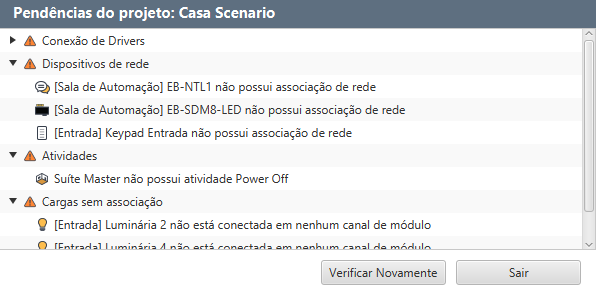 Pendências do projeto: Casa Scenario
Conexão de Drivers
Dispositivos de rede
[Sala de Automação] EB-NTL1 não possui associação de rede
[Sala de Automação] EB-SDM8-LED não possui associação de rede
[Entrada] Keypad Entrada não possui associação de rede
Atividades
Suíte Master não possui atividade Power Off
Cargas sem associação
[Entrada] Luminária 2 não está conectada em nenhum canal de módulo
[Entrada] Luminária 4 não está conectada em nenhum canal de módulo
Verificar Novamente
Sair